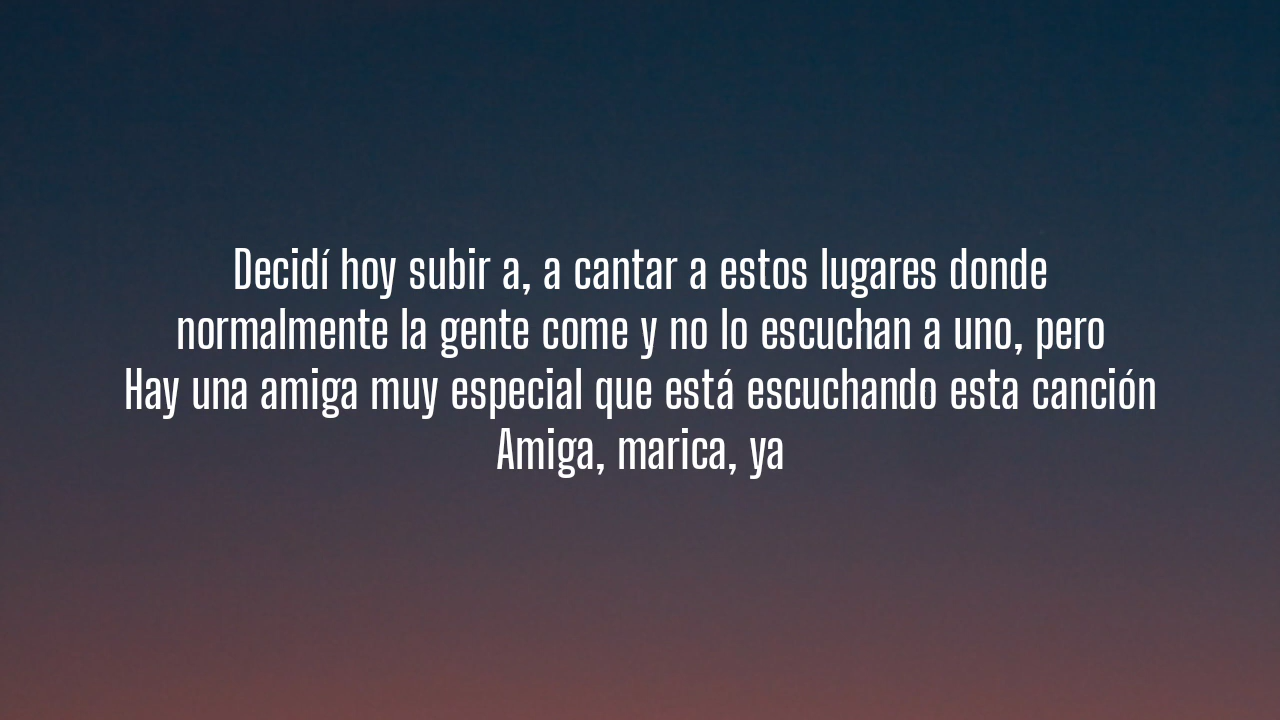 Decidí hoy subir a, a cantar a estos lugares donde
normalmente la gente come y no lo escuchan a uno, pero
Hay una amiga muy especial que está escuchando esta canción
Amiga, marica, ya